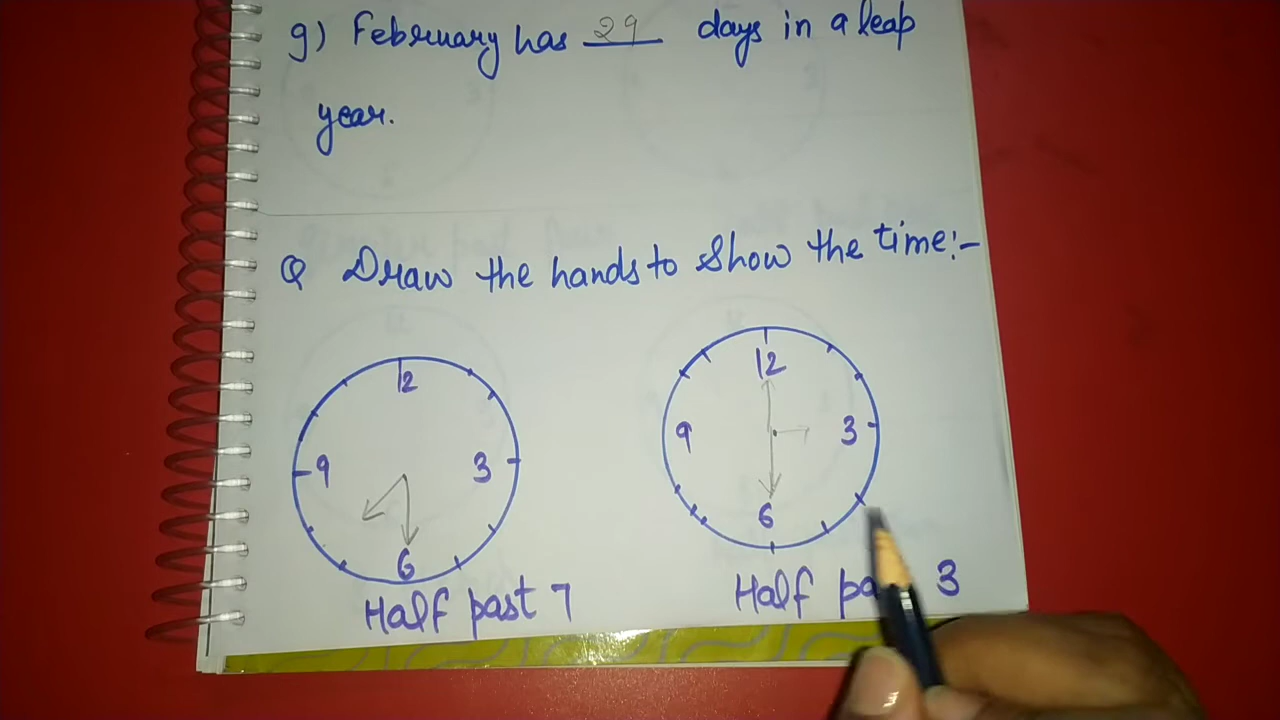 g) February has 29 days in a leap
year.
Q Draw the hands to show the time:-
12
9 3
6
12
9 3
6
Half past 7
Half pa 3